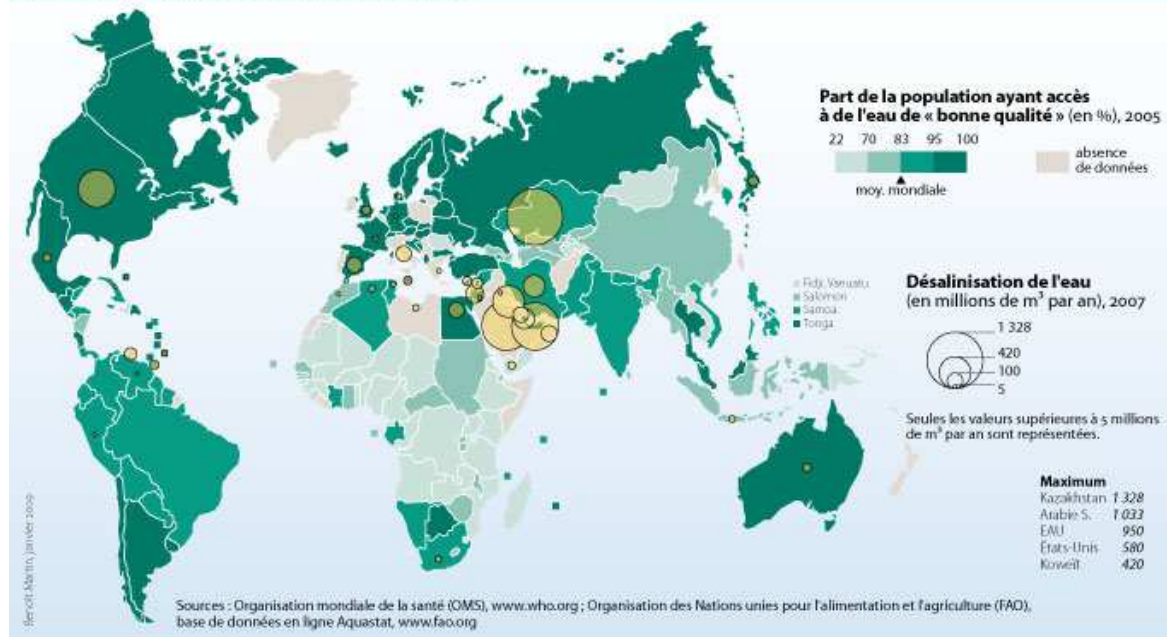 Part de la population ayant accès
à de l'eau de « bonne qualité » (en %), 2005
22 70 83 95 100
moy. mondiale
absence
de données
Fidji, Vanuatu
Salomon
Samoa
Tonga
Désalinisation de l'eau
(en millions de m³ par an), 2007
1 328
420
100
5
Seules les valeurs supérieures à 5 millions
de m³ par an sont représentées.
Maximum
Kazakhstan 1 328
Arabie S. 1 033
EAU 950
États-Unis 580
Koweït 420
Benoît Martin, janvier 2009
Sources : Organisation mondiale de la santé (OMS), www.who.org ; Organisation des Nations unies pour l'alimentation et l'agriculture (FAO),
base de données en ligne Aquastat, www.fao.org